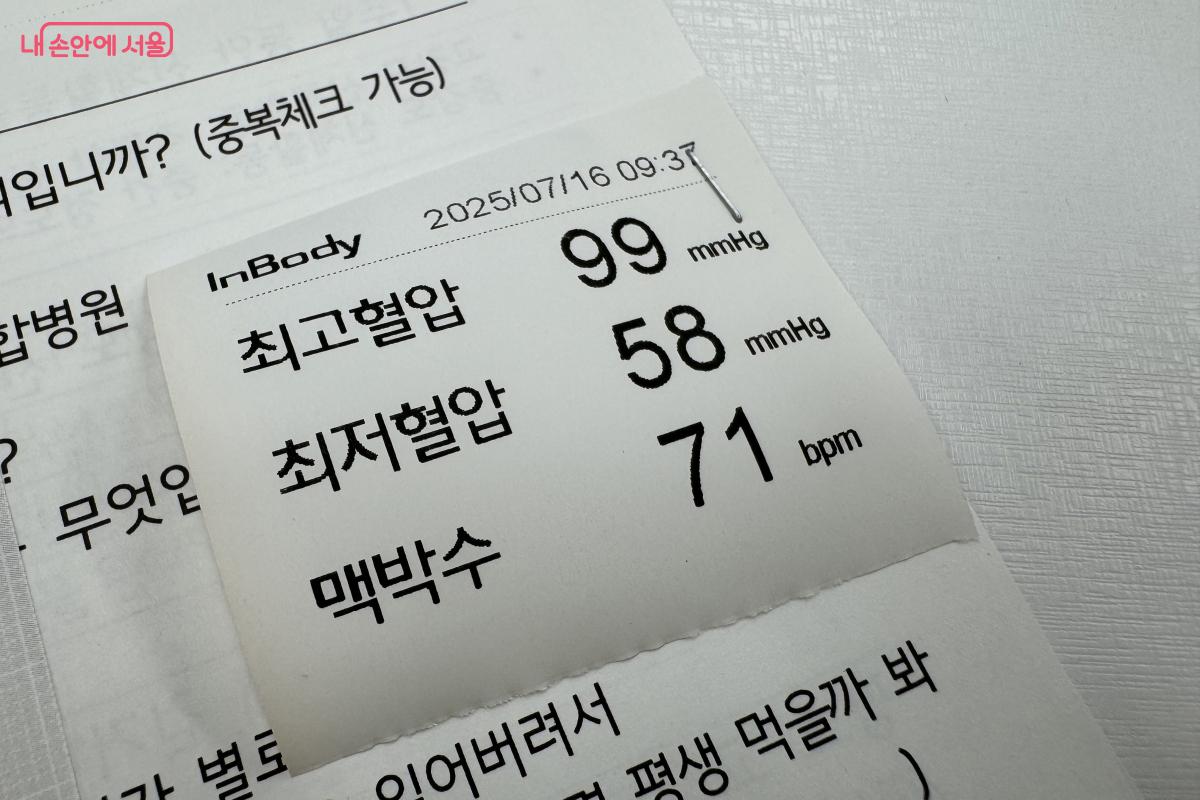 내 손안에 서울
입니까? (중복체크 가능)
InBody 2025/07/16 09:37
최고혈압 99 mmHg
최저혈압 58 mmHg
맥박수 71 bpm
합병원
?
무엇입
별로 잊어버려서
평생 먹을까 봐
)